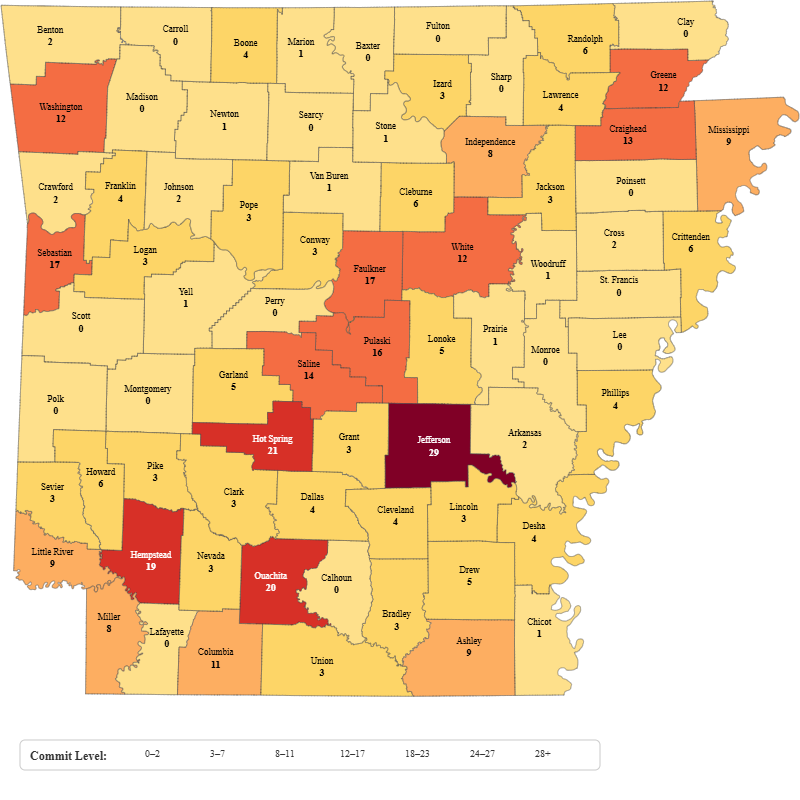 Benton
2
Carroll
0
Boone
4
Marion
1
Baxter
0
Fulton
0
Randolph
6
Clay
0
Washington
12
Madison
0
Newton
1
Searcy
0
Stone
1
Izard
3
Sharp
0
Lawrence
4
Greene
12
Independence
8
Craighead
13
Mississippi
9
Crawford
2
Franklin
4
Johnson
2
Pope
3
Van Buren
1
Cleburne
6
Jackson
3
Poinsett
0
Sebastian
17
Logan
3
Conway
3
Faulkner
17
White
12
Woodruff
1
Cross
2
Crittenden
6
St. Francis
0
Scott
0
Yell
1
Perry
0
Pulaski
16
Lonoke
5
Prairie
1
Monroe
0
Lee
0
Polk
0
Montgomery
0
Garland
5
Saline
14
Phillips
4
Hot Spring
21
Grant
3
Jefferson
29
Arkansas
2
Sevier
3
Howard
6
Pike
3
Clark
3
Dallas
4
Cleveland
4
Lincoln
3
Desha
4
Little River
9
Hempstead
19
Nevada
3
Ouachita
20
Calhoun
0
Bradley
3
Drew
5
Miller
8
Lafayette
0
Columbia
11
Union
3
Ashley
9
Chicot
1
Commit Level: 0–2 3–7 8–11 12–17 18–23 24–27 28+